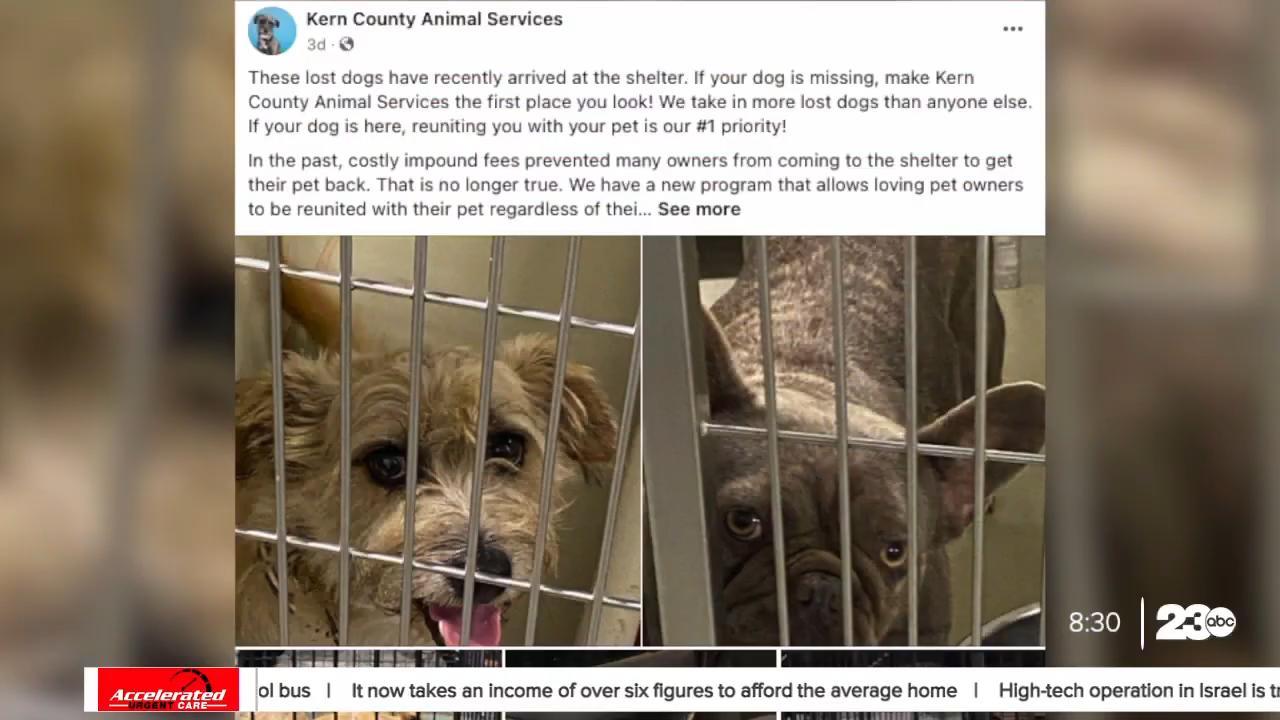 Kern County Animal Services
3d ·
These lost dogs have recently arrived at the shelter. If your dog is missing, make Kern
County Animal Services the first place you look! We take in more lost dogs than anyone else.
If your dog is here, reuniting you with your pet is our #1 priority!
In the past, costly impound fees prevented many owners from coming to the shelter to get
their pet back. That is no longer true. We have a new program that allows loving pet owners
to be reunited with their pet regardless of thei... See more
8:30 | 23 abc
Accelerated
URGENT CARE
ol bus | It now takes an income of over six figures to afford the average home | High-tech operation in Israel is t